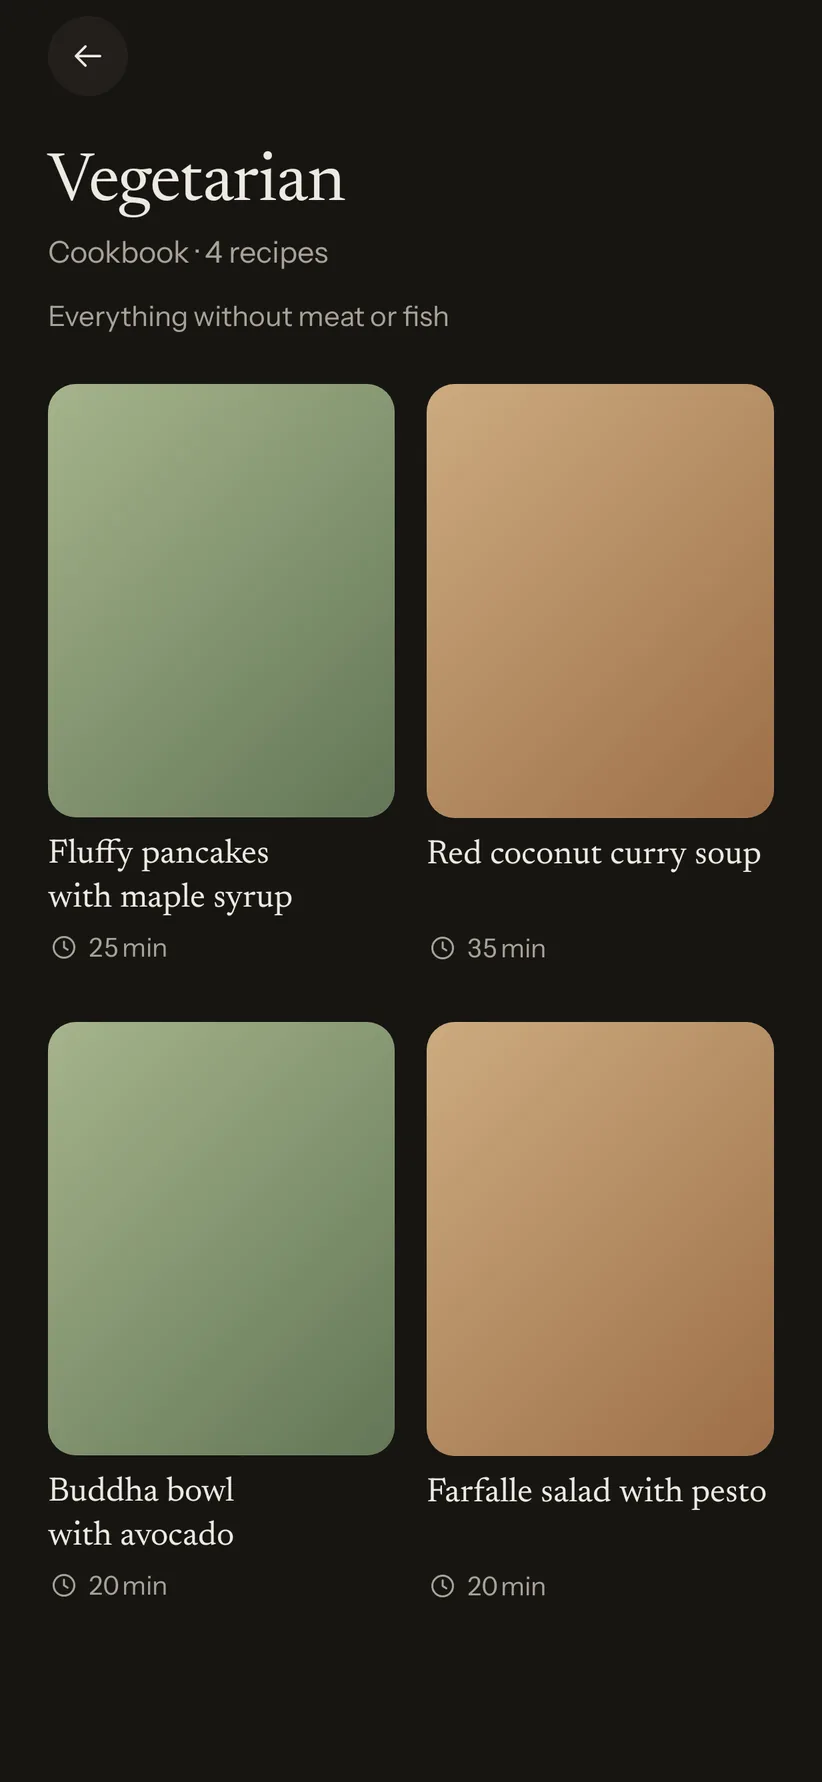 Vegetarian
Cookbook · 4 recipes
Everything without meat or fish
Fluffy pancakes
with maple syrup
25 min
Red coconut curry soup
35 min
Buddha bowl
with avocado
20 min
Farfalle salad with pesto
20 min